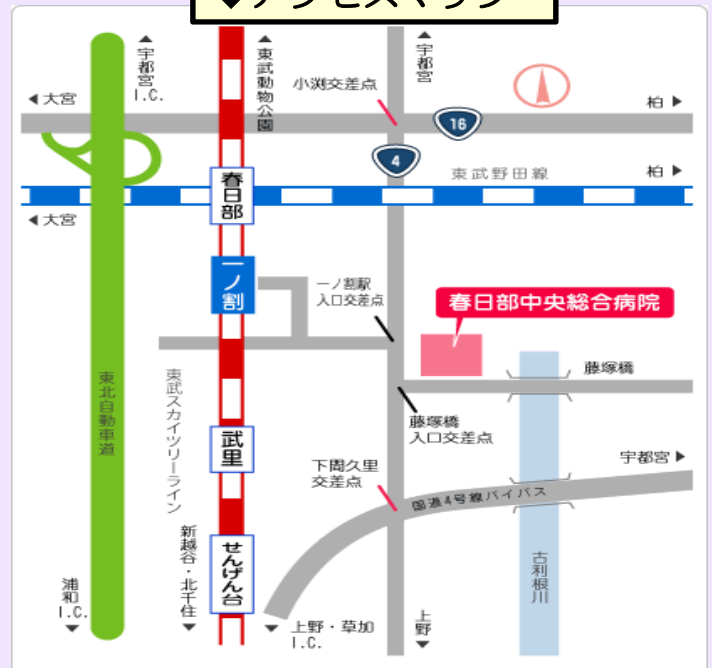 ◆アクセスマップ
▲宇都宮I.C.
▲東武動物公園
▲宇都宮
小渕交差点
◀大宮
柏▶
16
4
東武野田線
柏▶
春日部
◀大宮
一ノ割
一ノ割駅
入口交差点
春日部中央総合病院
藤塚橋
東北自動車道
東武スカイツリーライン
武里
藤塚橋
入口交差点
下間久里
交差点
宇都宮▶
国道4号線バイパス
新越谷・北千住▼
せんげん台
古利根川
浦和I.C.▼
▼上野・草加
I.C.
上野▼